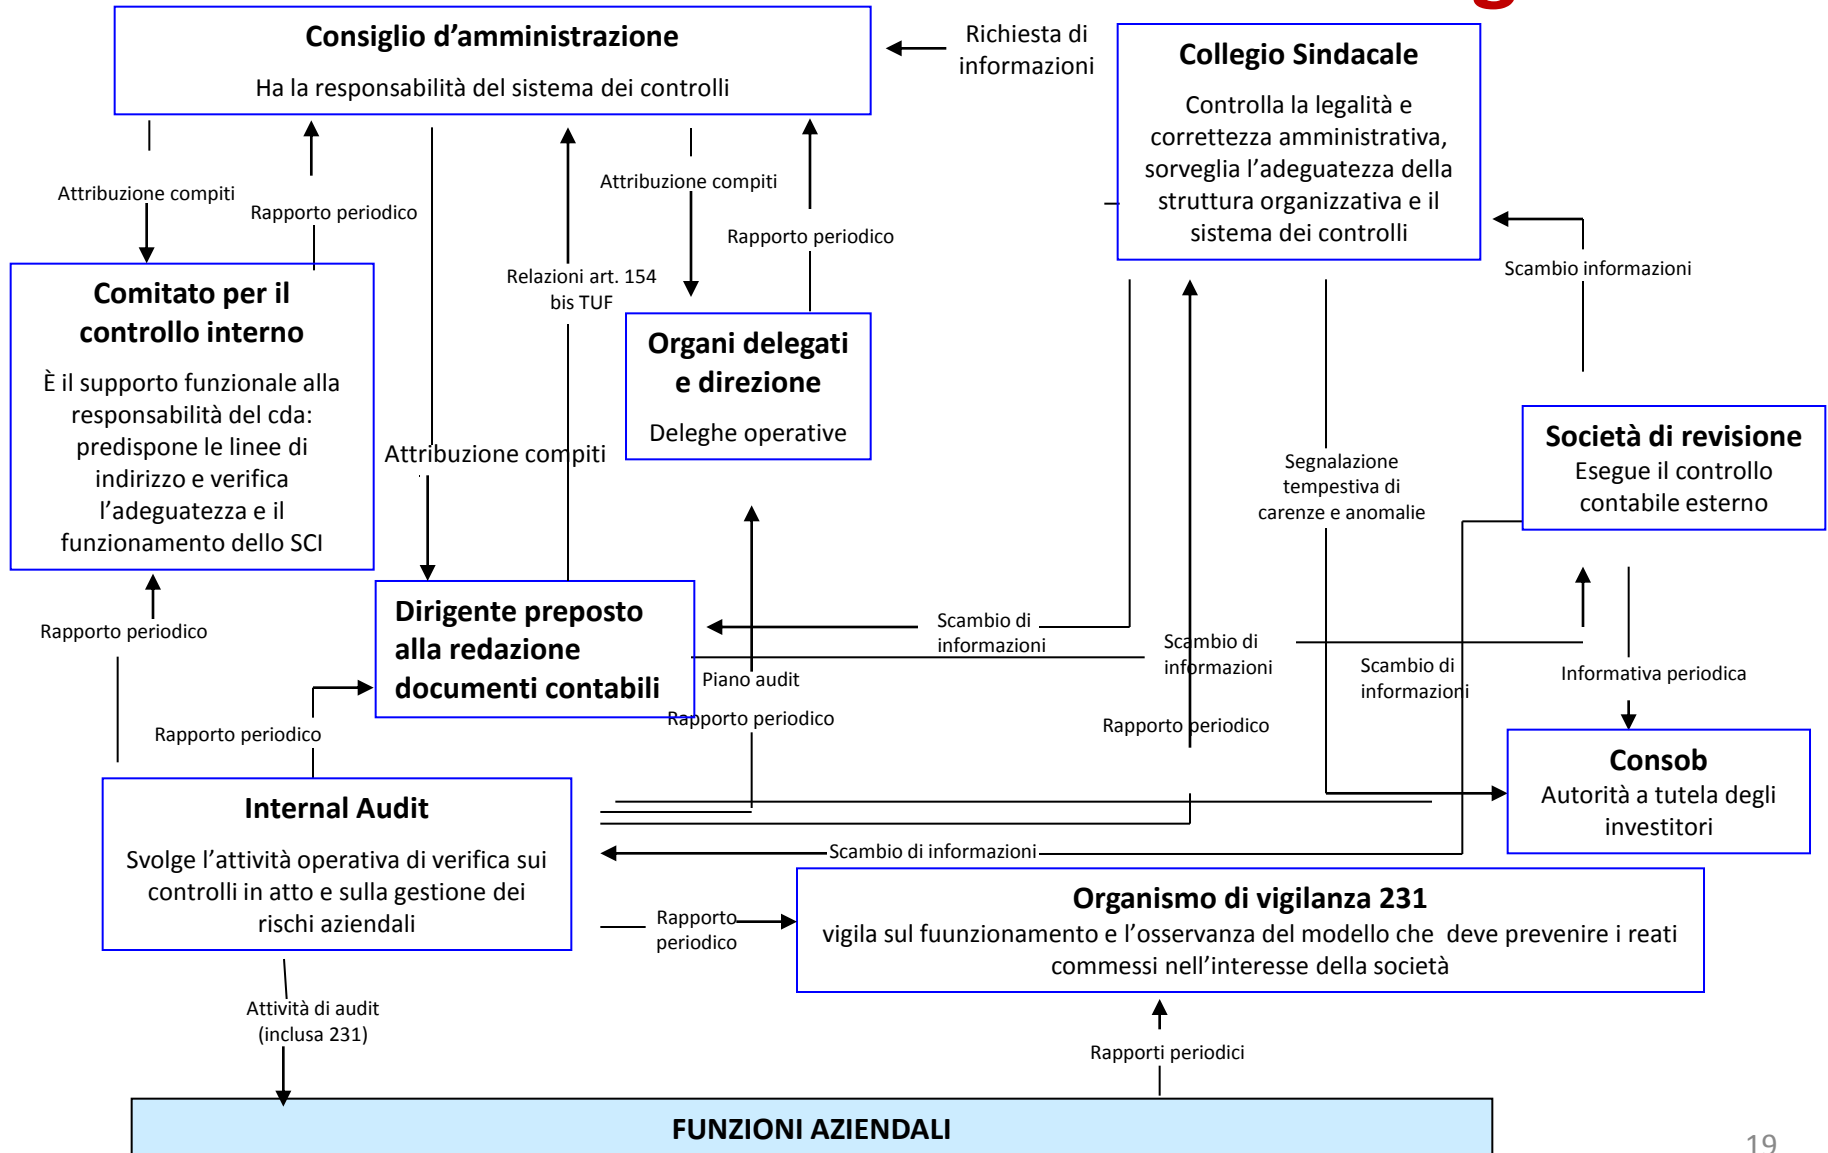 g
Consiglio d’amministrazione
Ha la responsabilità del sistema dei controlli
Richiesta di
informazioni
Collegio Sindacale
Controlla la legalità e
correttezza amministrativa,
sorveglia l’adeguatezza della
struttura organizzativa e il
sistema dei controlli
Attribuzione compiti
Rapporto periodico
Attribuzione compiti
Rapporto periodico
Relazioni art. 154
bis TUF
Scambio informazioni
Comitato per il
controllo interno
È il supporto funzionale alla
responsabilità del cda:
predispone le linee di
indirizzo e verifica
l’adeguatezza e il
funzionamento dello SCI
Organi delegati
e direzione
Deleghe operative
Attribuzione compiti
Segnalazione
tempestiva di
carenze e anomalie
Società di revisione
Esegue il controllo
contabile esterno
Rapporto periodico
Dirigente preposto
alla redazione
documenti contabili
Scambio di
informazioni
Scambio di
informazioni
Scambio di
informazioni
Informativa periodica
Piano audit
Rapporto periodico
Rapporto periodico
Rapporto periodico
Consob
Autorità a tutela degli
investitori
Internal Audit
Svolge l’attività operativa di verifica sui
controlli in atto e sulla gestione dei
rischi aziendali
Scambio di informazioni
Rapporto
periodico
Organismo di vigilanza 231
vigila sul fuunzionamento e l’osservanza del modello che deve prevenire i reati
commessi nell’interesse della società
Attività di audit
(inclusa 231)
Rapporti periodici
FUNZIONI AZIENDALI
19